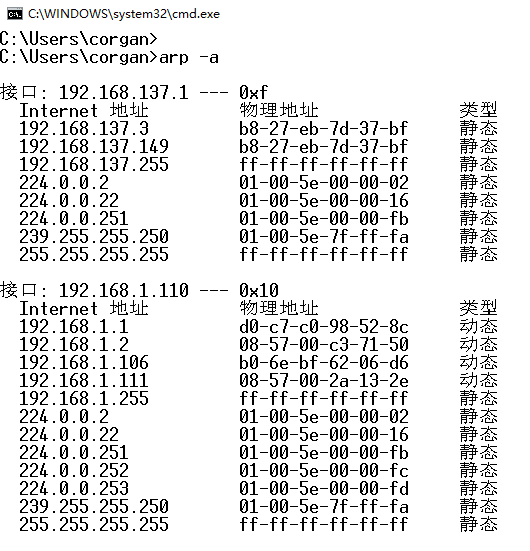 C:\WINDOWS\system32\cmd.exe
C:\Users\corgan>
C:\Users\corgan>arp -a
接口: 192.168.137.1 --- 0xf
Internet 地址 物理地址 类型
192.168.137.3 b8-27-eb-7d-37-bf 静态
192.168.137.149 b8-27-eb-7d-37-bf 静态
192.168.137.255 ff-ff-ff-ff-ff-ff 静态
224.0.0.2 01-00-5e-00-00-02 静态
224.0.0.22 01-00-5e-00-00-16 静态
224.0.0.251 01-00-5e-00-00-fb 静态
239.255.255.250 01-00-5e-7f-ff-fa 静态
255.255.255.255 ff-ff-ff-ff-ff-ff 静态
接口: 192.168.1.110 --- 0x10
Internet 地址 物理地址 类型
192.168.1.1 d0-c7-c0-98-52-8c 动态
192.168.1.2 08-57-00-c3-71-50 动态
192.168.1.106 b0-6e-bf-62-06-d6 动态
192.168.1.111 08-57-00-2a-13-2e 动态
192.168.1.255 ff-ff-ff-ff-ff-ff 静态
224.0.0.2 01-00-5e-00-00-02 静态
224.0.0.22 01-00-5e-00-00-16 静态
224.0.0.251 01-00-5e-00-00-fb 静态
224.0.0.252 01-00-5e-00-00-fc 静态
224.0.0.253 01-00-5e-00-00-fd 静态
239.255.255.250 01-00-5e-7f-ff-fa 静态
255.255.255.255 ff-ff-ff-ff-ff-ff 静态